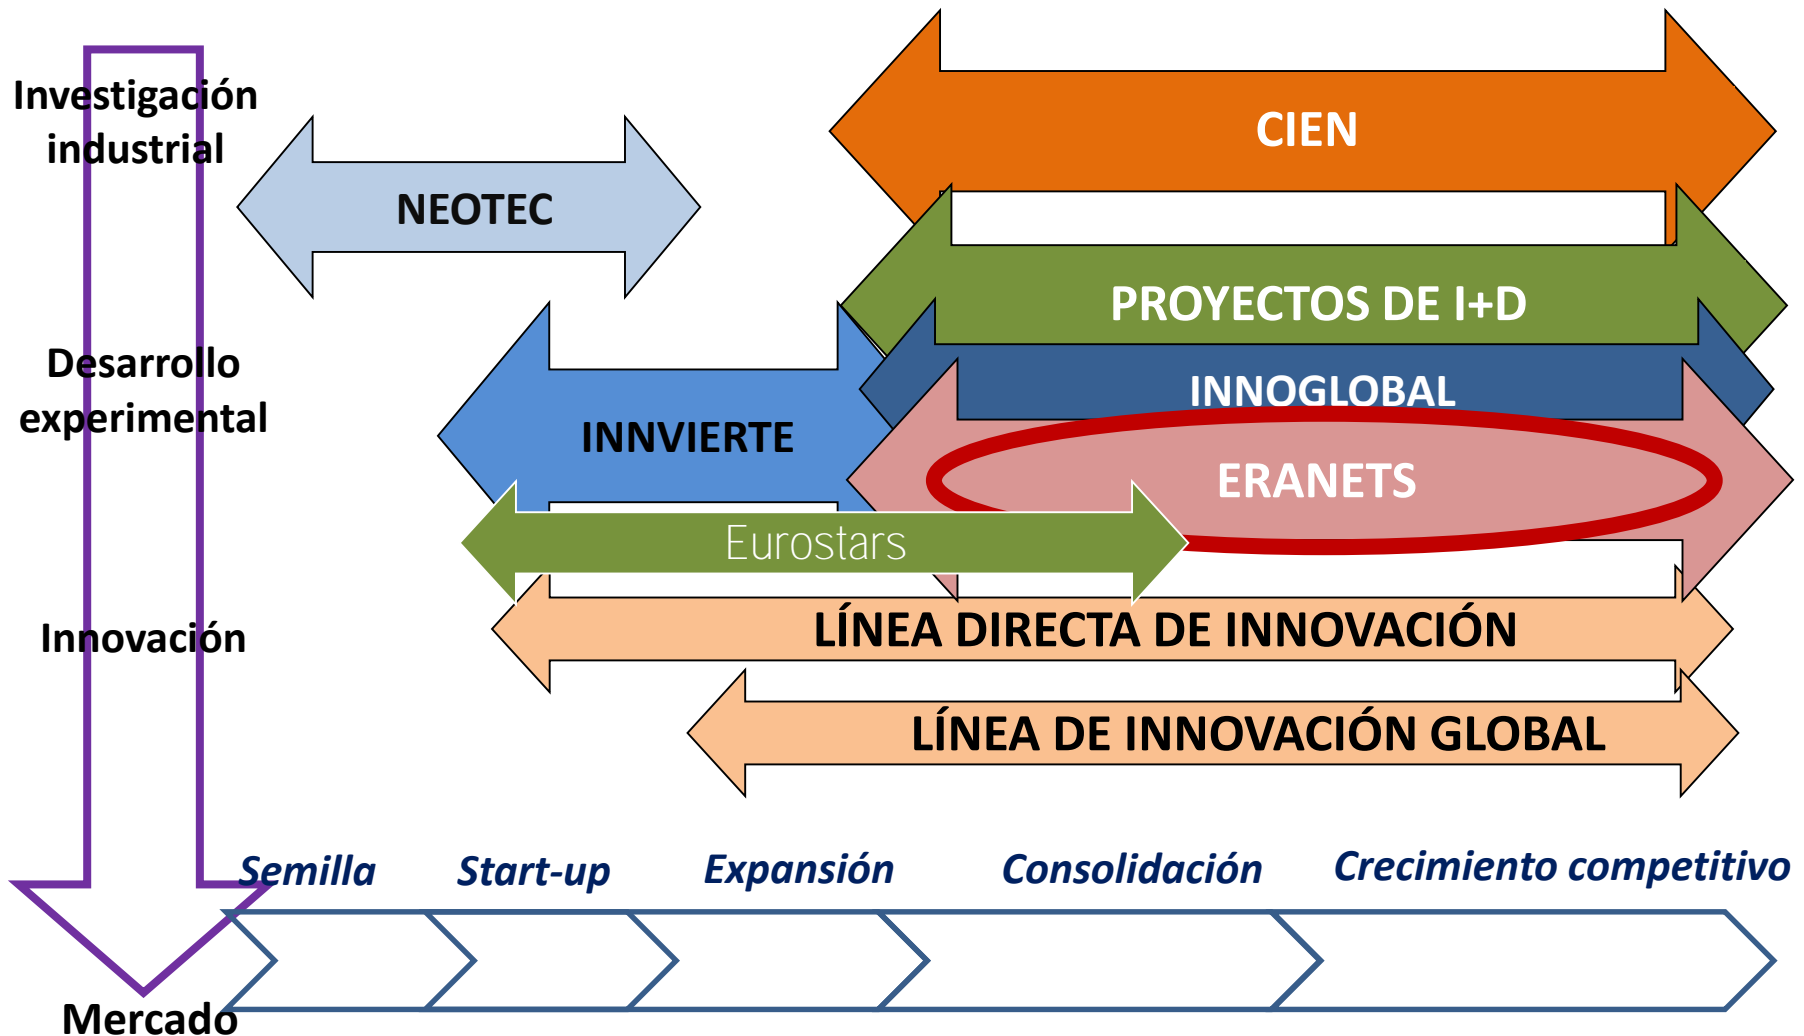 Investigación
industrial
CIEN
NEOTEC
PROYECTOS DE I+D
Desarrollo
experimental
INNOGLOBAL
INNVIERTE
ERANETS
Eurostars
Innovación
LÍNEA DIRECTA DE INNOVACIÓN
LÍNEA DE INNOVACIÓN GLOBAL
Semilla
Start-up
Expansión
Consolidación
Crecimiento competitivo
Mercado